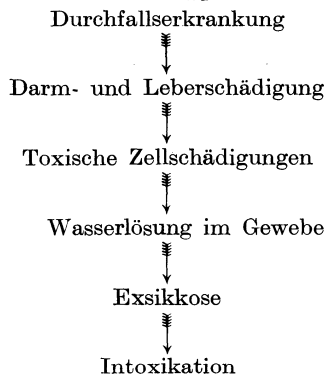 Durchfallserkrankung
Darm- und Leberschädigung
Toxische Zellschädigungen
Wasserlösung im Gewebe
Exsikkose
Intoxikation